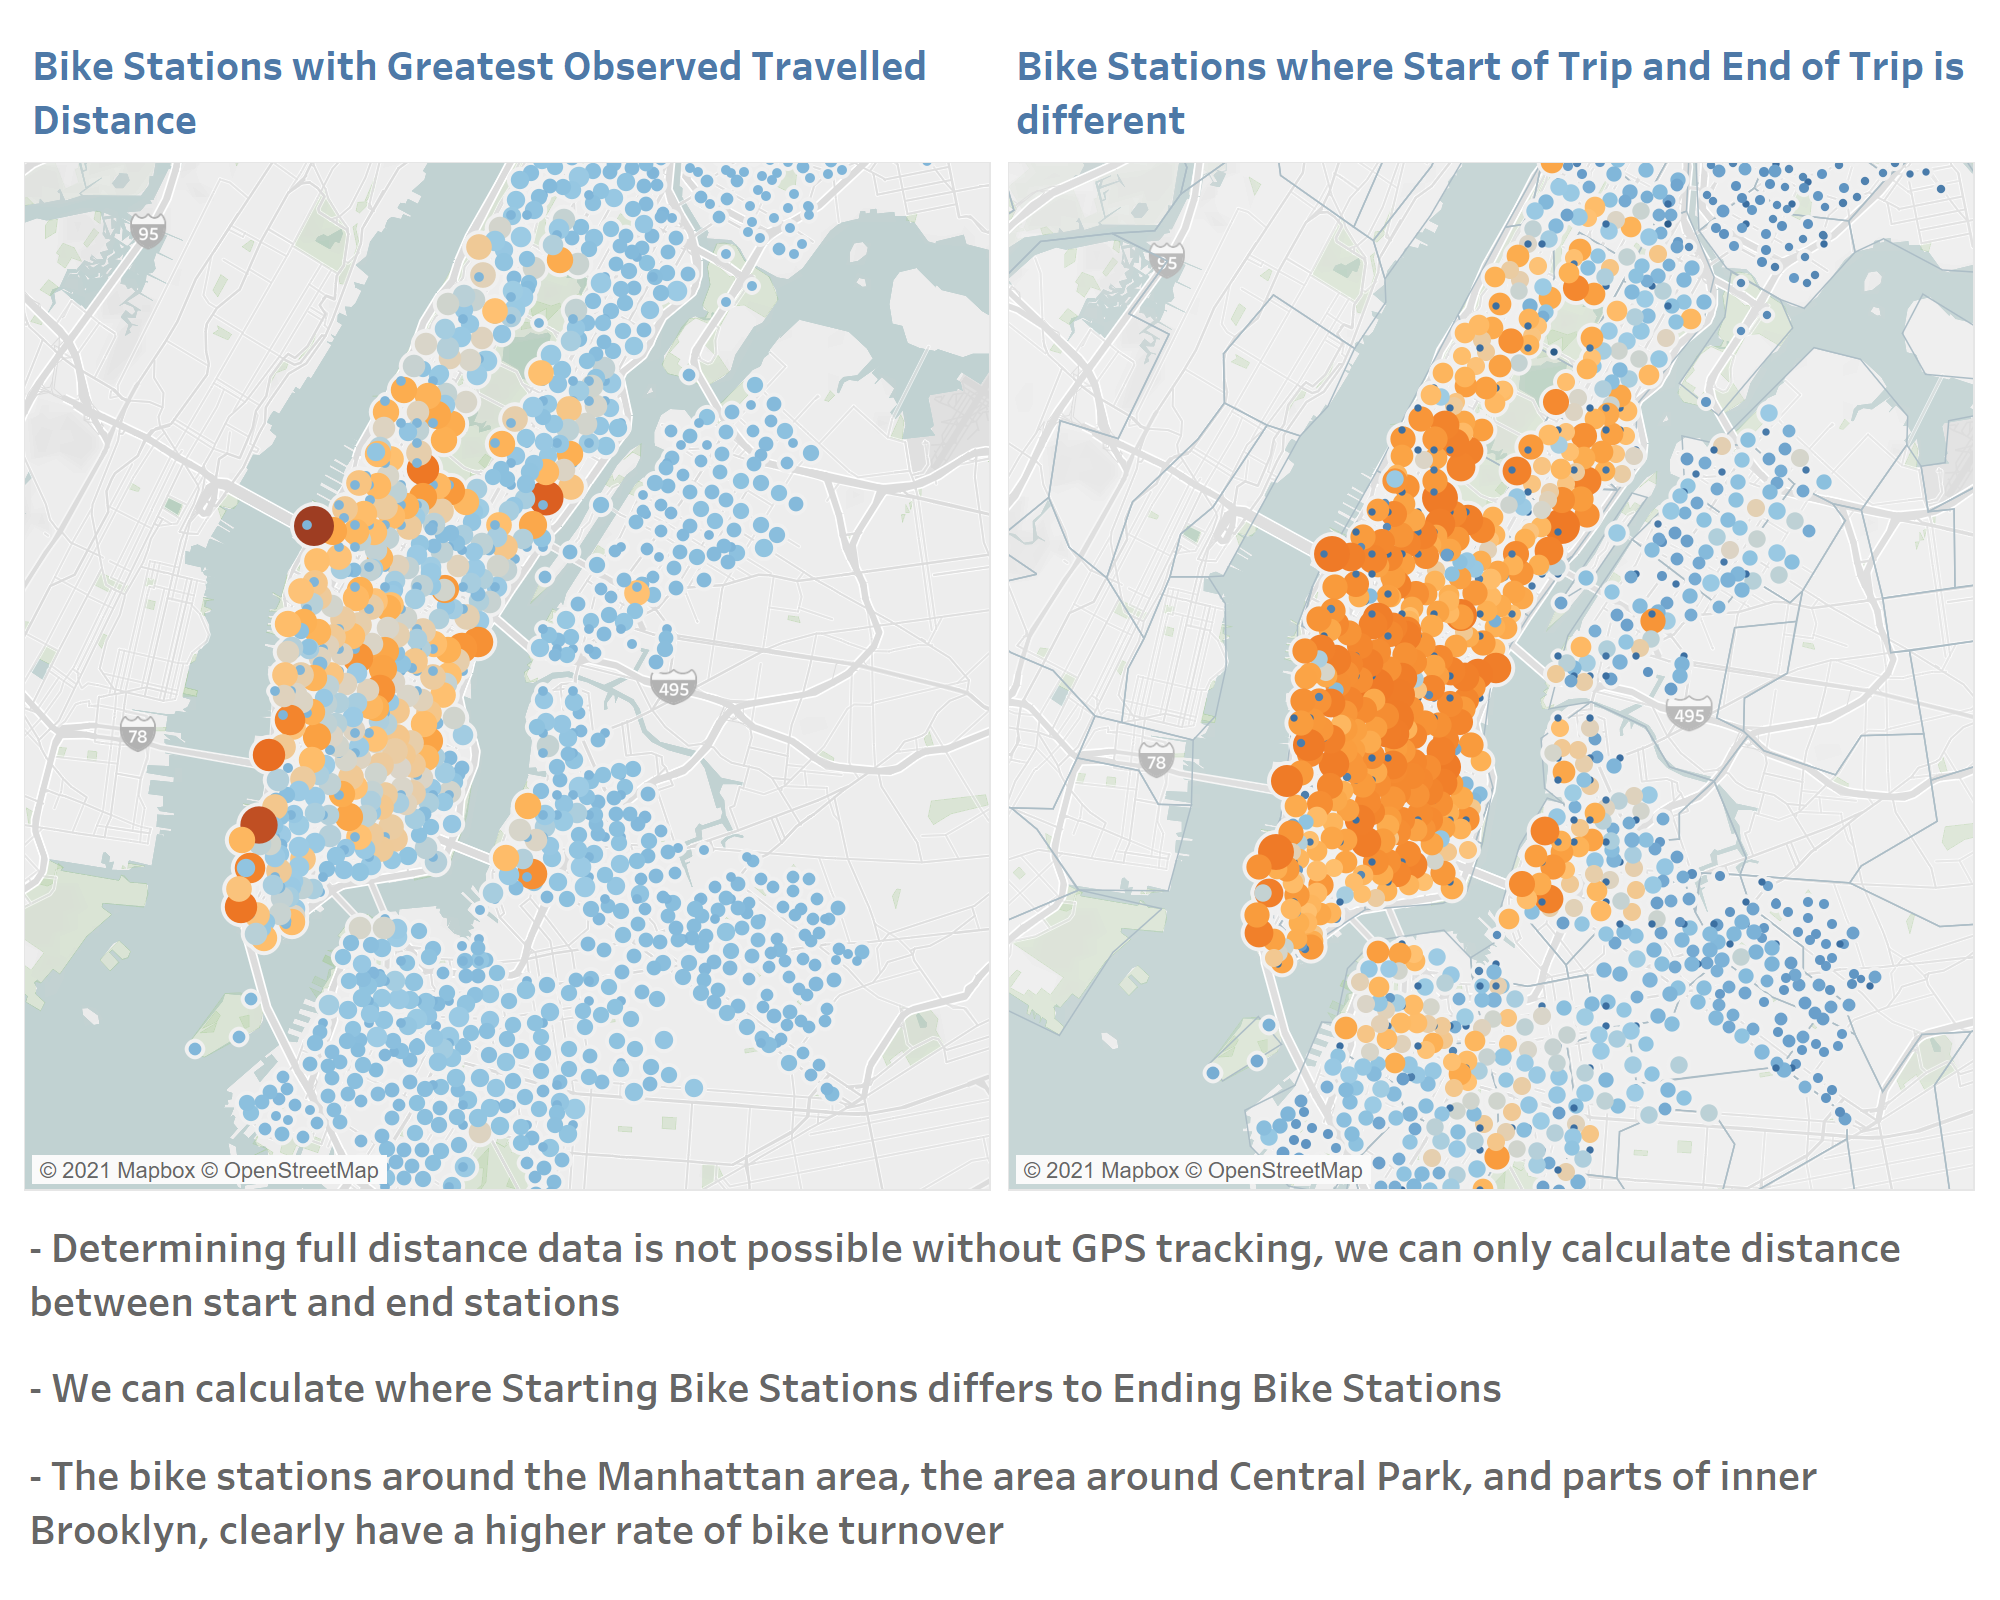 Bike Stations with Greatest Observed Travelled
Distance
Bike Stations where Start of Trip and End of Trip is
different
95
495
78
© 2021 Mapbox © OpenStreetMap
95
495
78
© 2021 Mapbox © OpenStreetMap
- Determining full distance data is not possible without GPS tracking, we can only calculate distance
between start and end stations
- We can calculate where Starting Bike Stations differs to Ending Bike Stations
- The bike stations around the Manhattan area, the area around Central Park, and parts of inner
Brooklyn, clearly have a higher rate of bike turnover